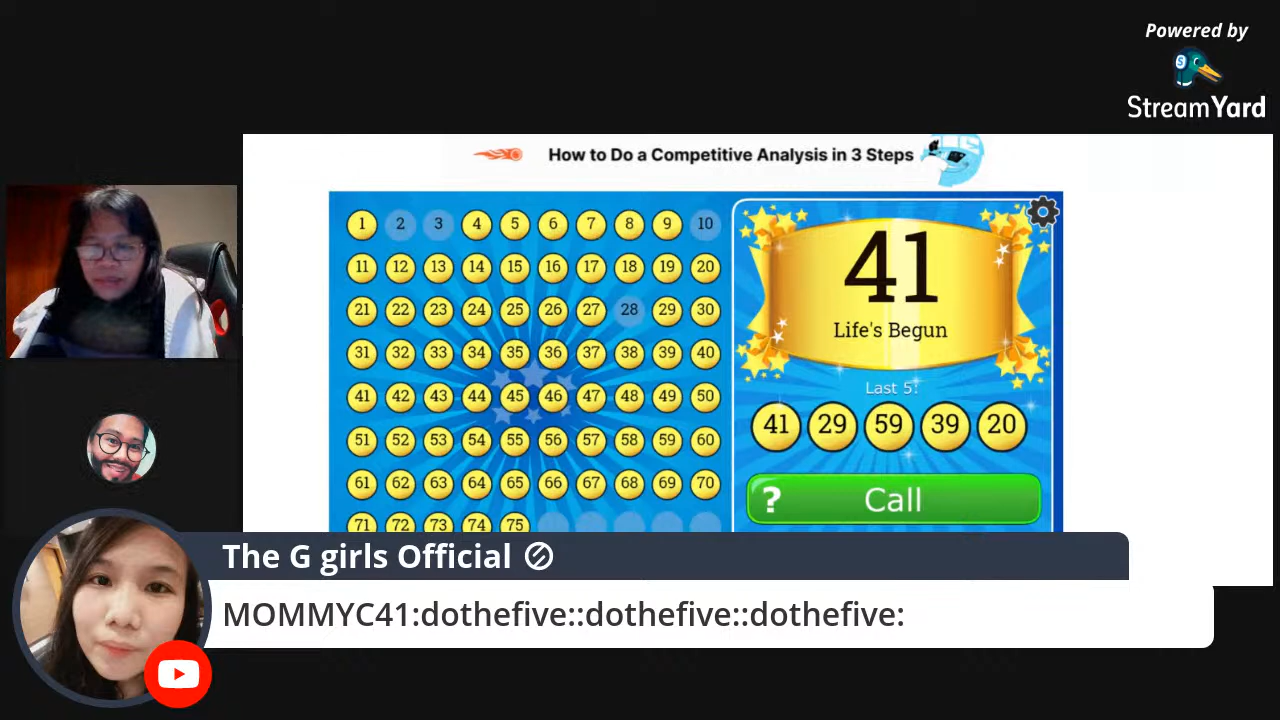 Powered by
StreamYard
How to Do a Competitive Analysis in 3 Steps
1 2 3 4 5 6 7 8 9 10
11 12 13 14 15 16 17 18 19 20
21 22 23 24 25 26 27 28 29 30
31 32 33 34 35 36 37 38 39 40
41 42 43 44 45 46 47 48 49 50
51 52 53 54 55 56 57 58 59 60
61 62 63 64 65 66 67 68 69 70
71 72 73 74 75
41
Life's Begun
Last 5:
41 29 59 39 20
? Call
The G girls Official
MOMMYC41:dothefive::dothefive::dothefive: